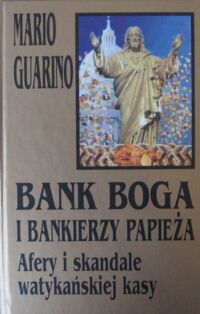 MARIO
GUARINO
BANK BOGA
I BANKIERZY PAPIEŻA
Afery i skandale
watykańskiej kasy